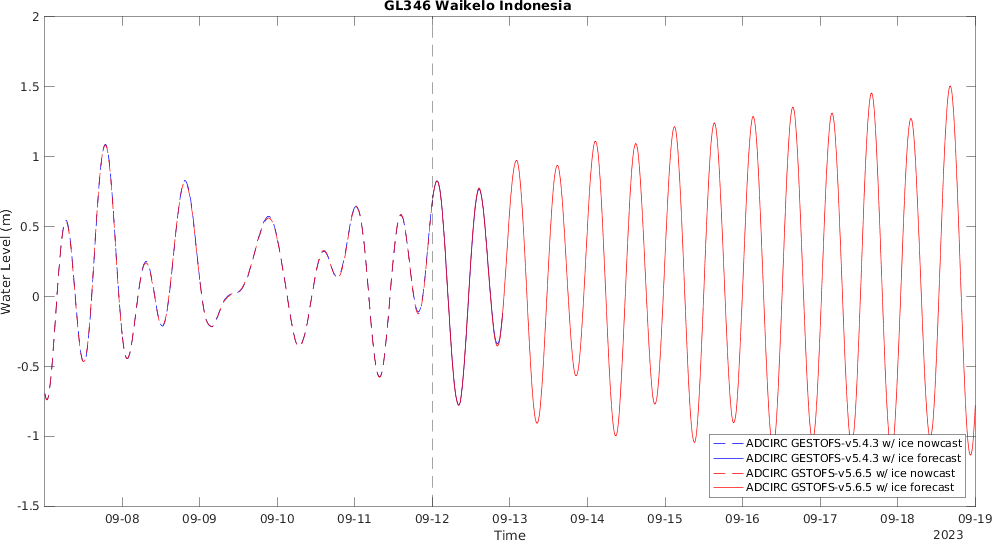 GL346 Waikelo Indonesia
2
1.5
1
0.5
0
-0.5
-1
-1.5
Water Level (m)
ADCIRC GESTOFS-v5.4.3 w/ ice nowcast
ADCIRC GESTOFS-v5.4.3 w/ ice forecast
ADCIRC GSTOFS-v5.6.5 w/ ice nowcast
ADCIRC GSTOFS-v5.6.5 w/ ice forecast
09-08 09-09 09-10 09-11 09-12 09-13 09-14 09-15 09-16 09-17 09-18 09-19
Time
2023